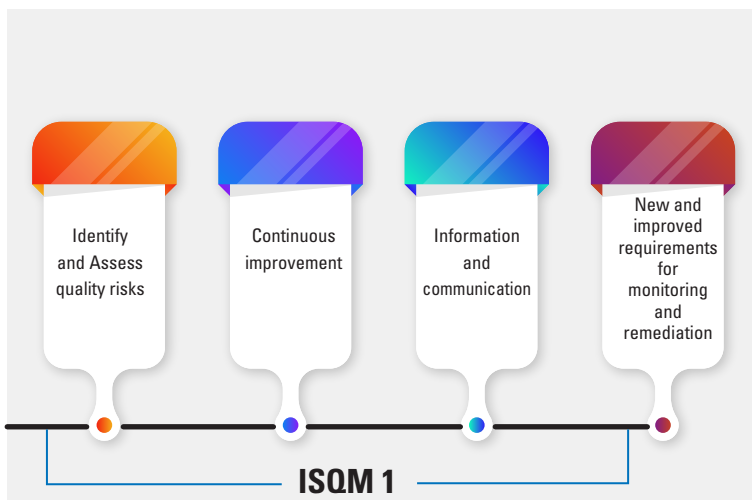 Identify
and Assess
quality risks
Continuous
improvement
Information
and
communication
New and
improved
requirements
for
monitoring
and
remediation
ISQM 1